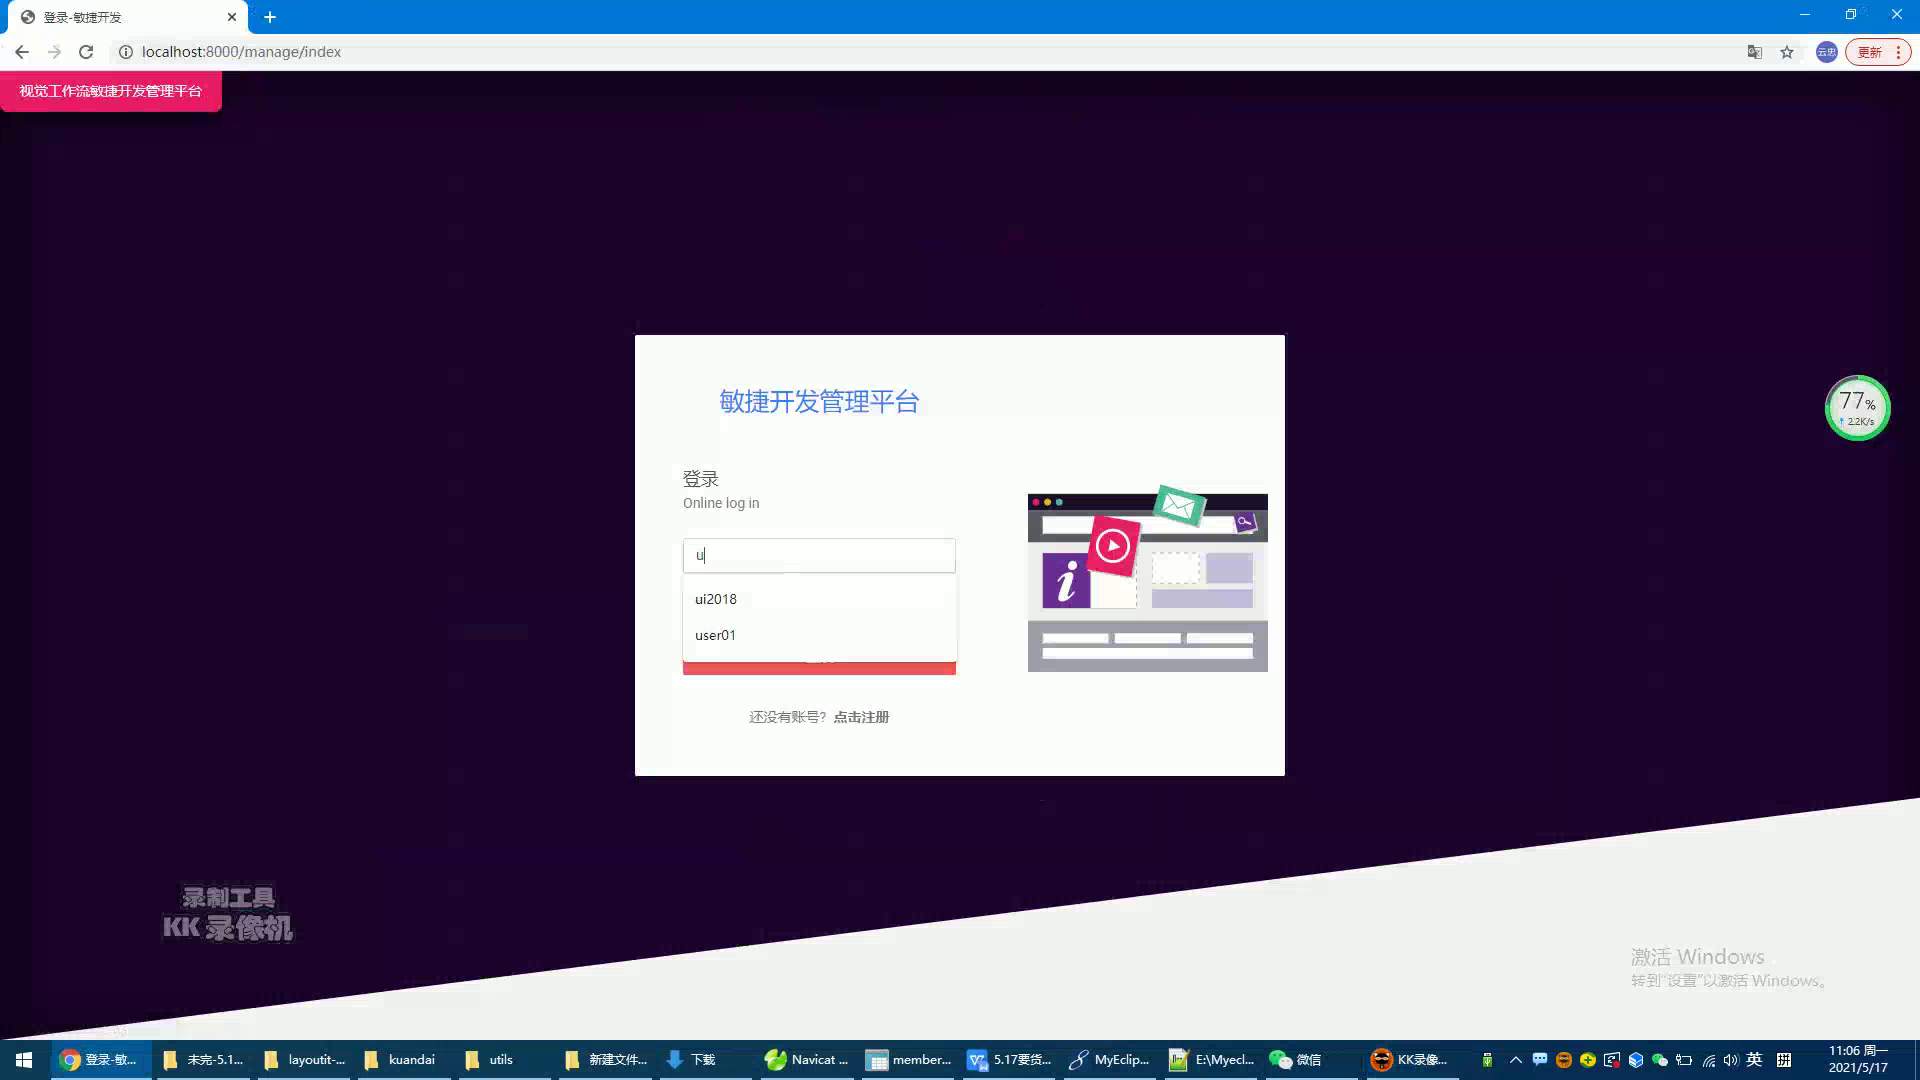 登录-敏捷开发
localhost:8000/manage/index
云忠
更新
视觉工作流敏捷开发管理平台
敏捷开发管理平台
登录
Online log in
u
ui2018
user01
还没有账号? 点击注册
77%
2.2K/s
录制工具
KK 录像机
激活 Windows
转到“设置”以激活 Windows。
登录-敏...
未完-5.1...
layoutit-...
kuandai
utils
新建文件...
下载
Navicat ...
member...
5.17要货...
MyEclip...
E:\Myecl...
微信
KK录像...
英
拼
11:06 周一
2021/5/17